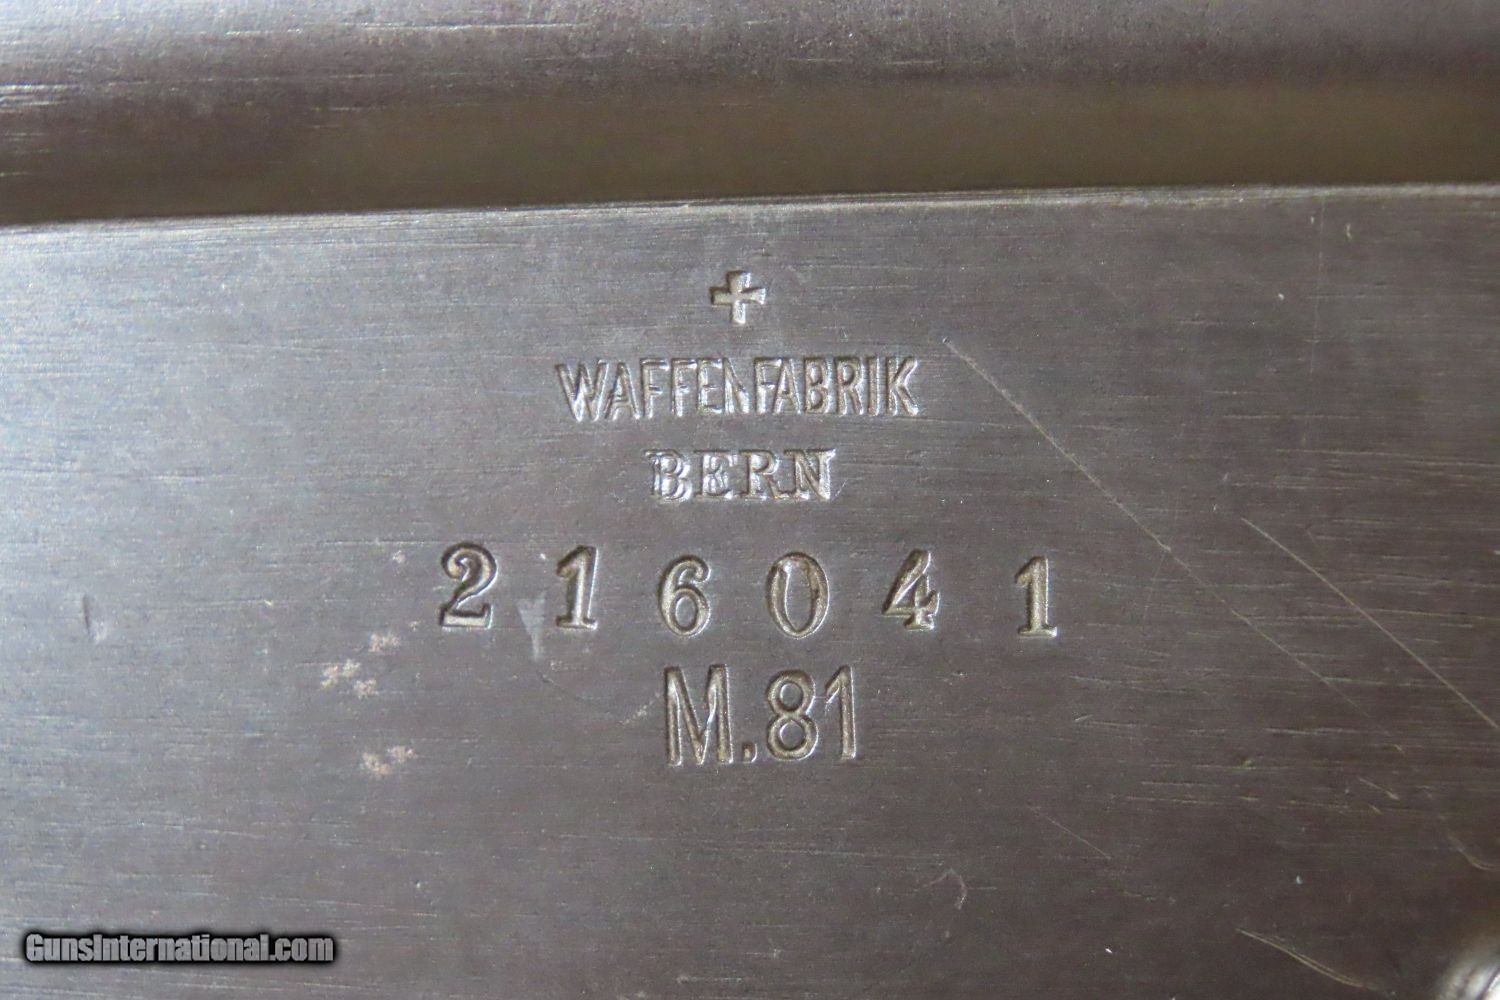 WAFFENFABRIK
BERN
216041
M.81
GunsInternational.com